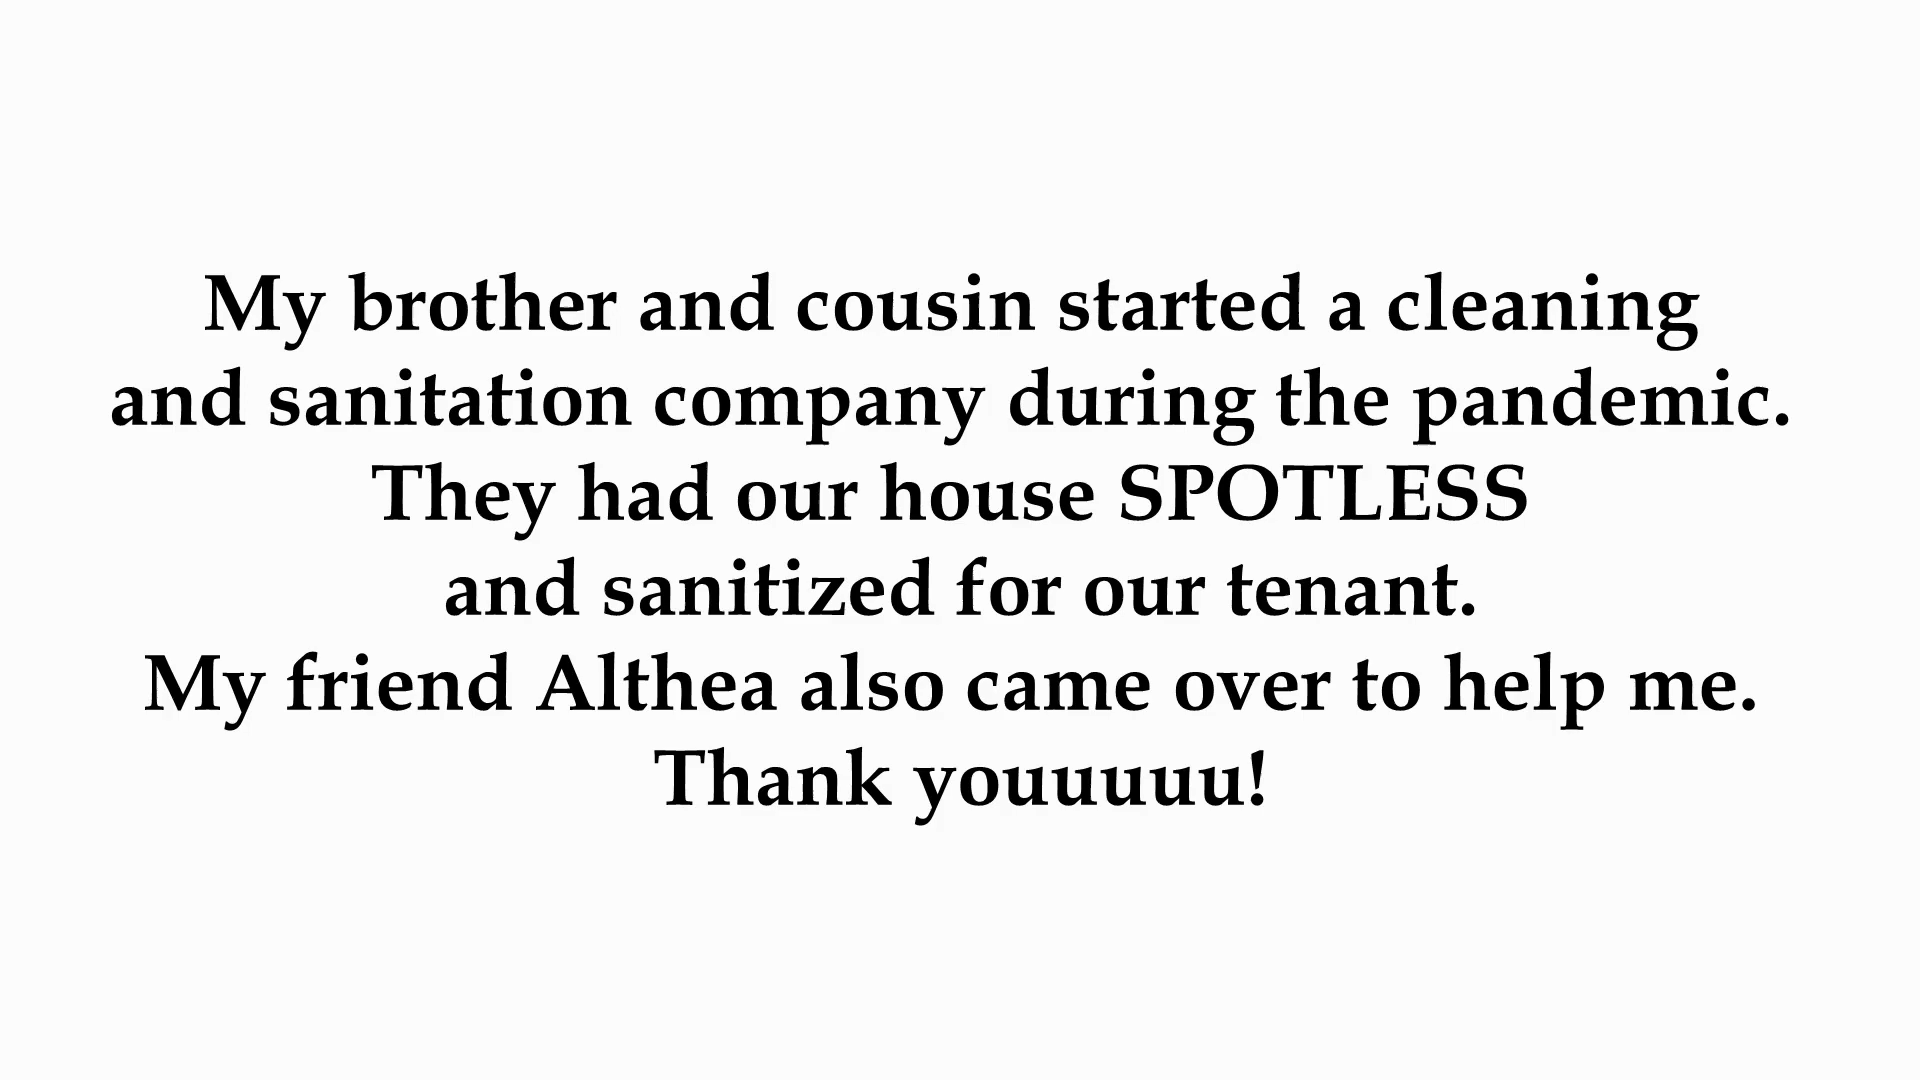 My brother and cousin started a cleaning
and sanitation company during the pandemic.
They had our house SPOTLESS
and sanitized for our tenant.
My friend Althea also came over to help me.
Thank youuuuuu!